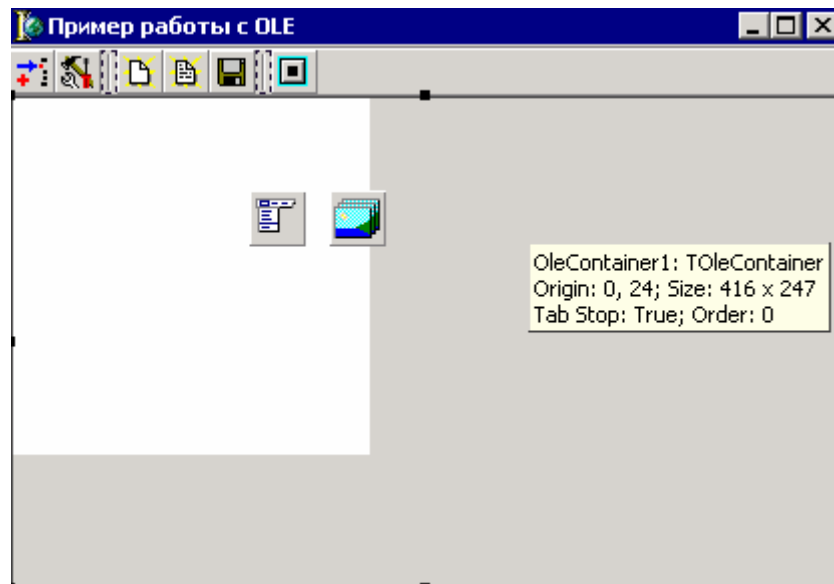 Пример работы с OLE
OleContainer1: TOleContainer
Origin: 0, 24; Size: 416 x 247
Tab Stop: True; Order: 0